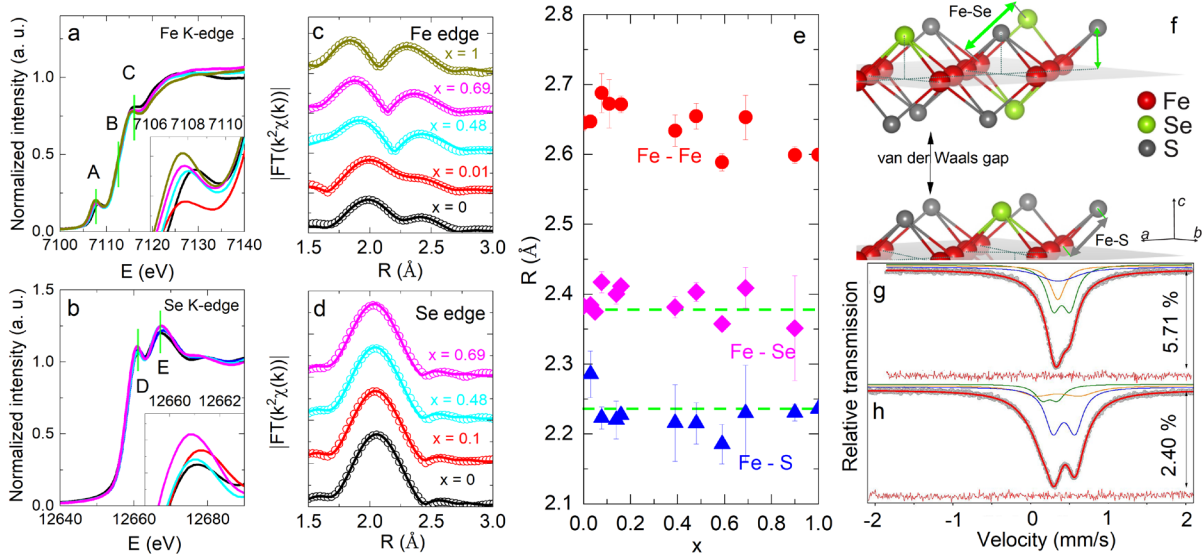 a
Fe K-edge
Normalized intensity (a. u.)
1.0
0.5
0.0
A
B
C
7106 7108 7110
7100 7110 7120 7130 7140
E (eV)
b
Se K-edge
Normalized intensity (a. u.)
1.5
1.0
0.5
0.0
D
E
12660 12662
12640 12660 12680
E (eV)
c
Fe edge
|FT(k²χ(k))|
x = 1
x = 0.69
x = 0.48
x = 0.01
x = 0
1.5 2.0 2.5 3.0
R (Å)
d
Se edge
|FT(k²χ(k))|
x = 0.69
x = 0.48
x = 0.1
x = 0
1.5 2.0 2.5 3.0
R (Å)
e
R (Å)
2.8
2.7
2.6
2.5
2.4
2.3
2.2
2.1
Fe - Fe
Fe - Se
Fe - S
0.0 0.2 0.4 0.6 0.8 1.0
x
f
Fe-Se
Fe
Se
S
van der Waals gap
Fe-S
c
a
b
g
5.71 %
h
2.40 %
Relative transmission
-2 -1 0 1 2
Velocity (mm/s)